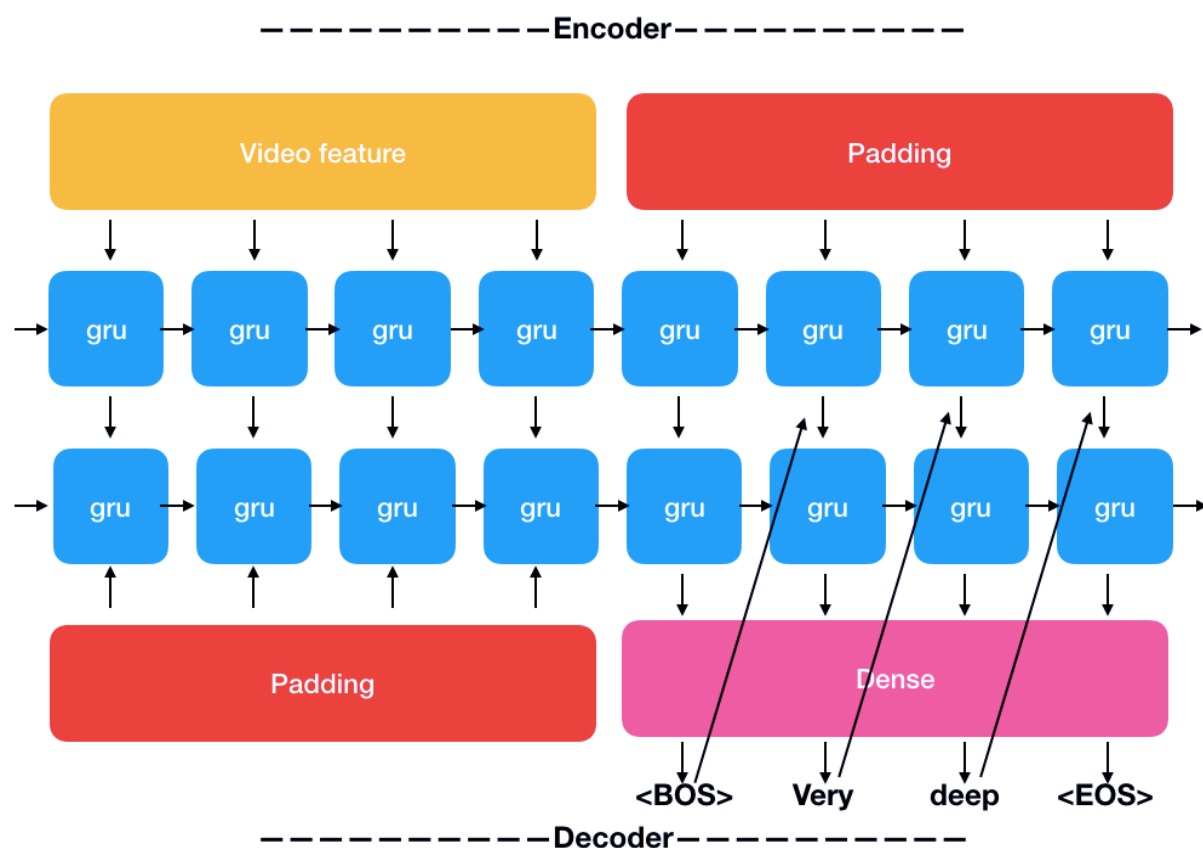 Encoder
Video feature Padding
gru gru gru gru gru gru gru gru
gru gru gru gru gru gru gru gru
Padding Dense
<BOS> Very deep <EOS>
Decoder